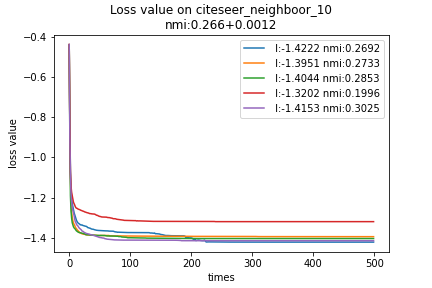 Loss value on citeseer_neighboor_10
nmi:0.266+0.0012
l:-1.4222 nmi:0.2692
l:-1.3951 nmi:0.2733
l:-1.4044 nmi:0.2853
l:-1.3202 nmi:0.1996
l:-1.4153 nmi:0.3025
loss value
−0.4
−0.6
−0.8
−1.0
−1.2
−1.4
0 100 200 300 400 500
times